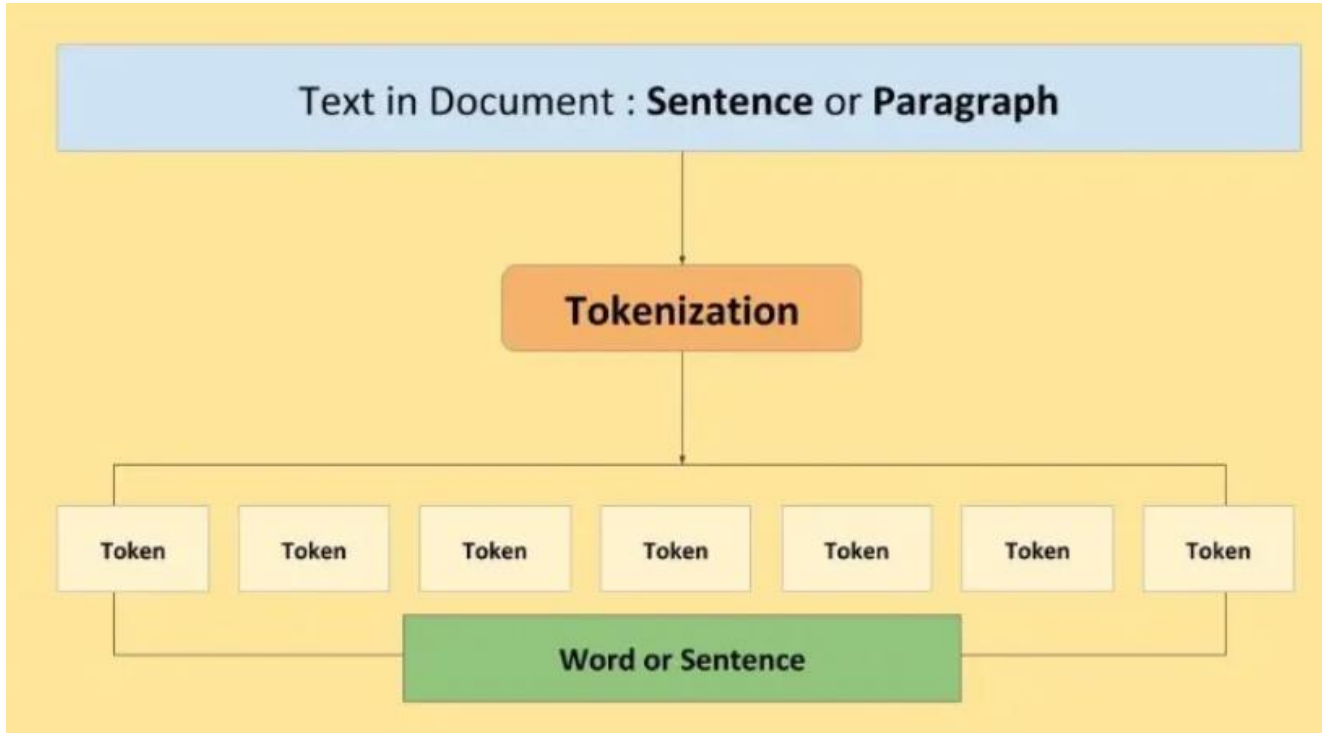 Text in Document : Sentence or Paragraph
Tokenization
Token Token Token Token Token Token Token
Word or Sentence